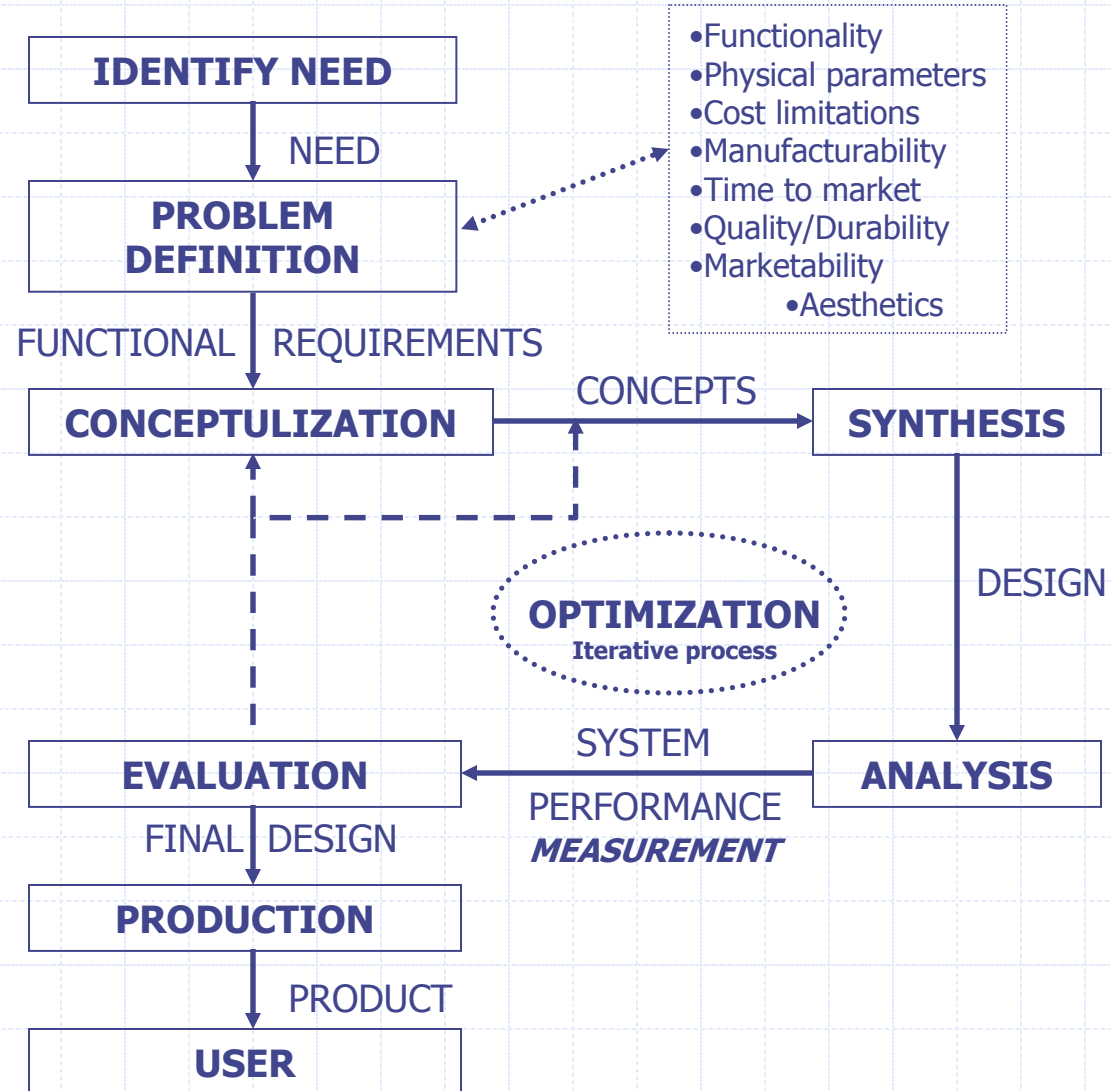 IDENTIFY NEED
•Functionality
•Physical parameters
•Cost limitations
•Manufacturability
•Time to market
•Quality/Durability
•Marketability
•Aesthetics
NEED
PROBLEM
DEFINITION
FUNCTIONAL REQUIREMENTS
CONCEPTULIZATION
CONCEPTS
SYNTHESIS
DESIGN
OPTIMIZATION
Iterative process
SYSTEM
PERFORMANCE
MEASUREMENT
ANALYSIS
EVALUATION
FINAL DESIGN
PRODUCTION
PRODUCT
USER